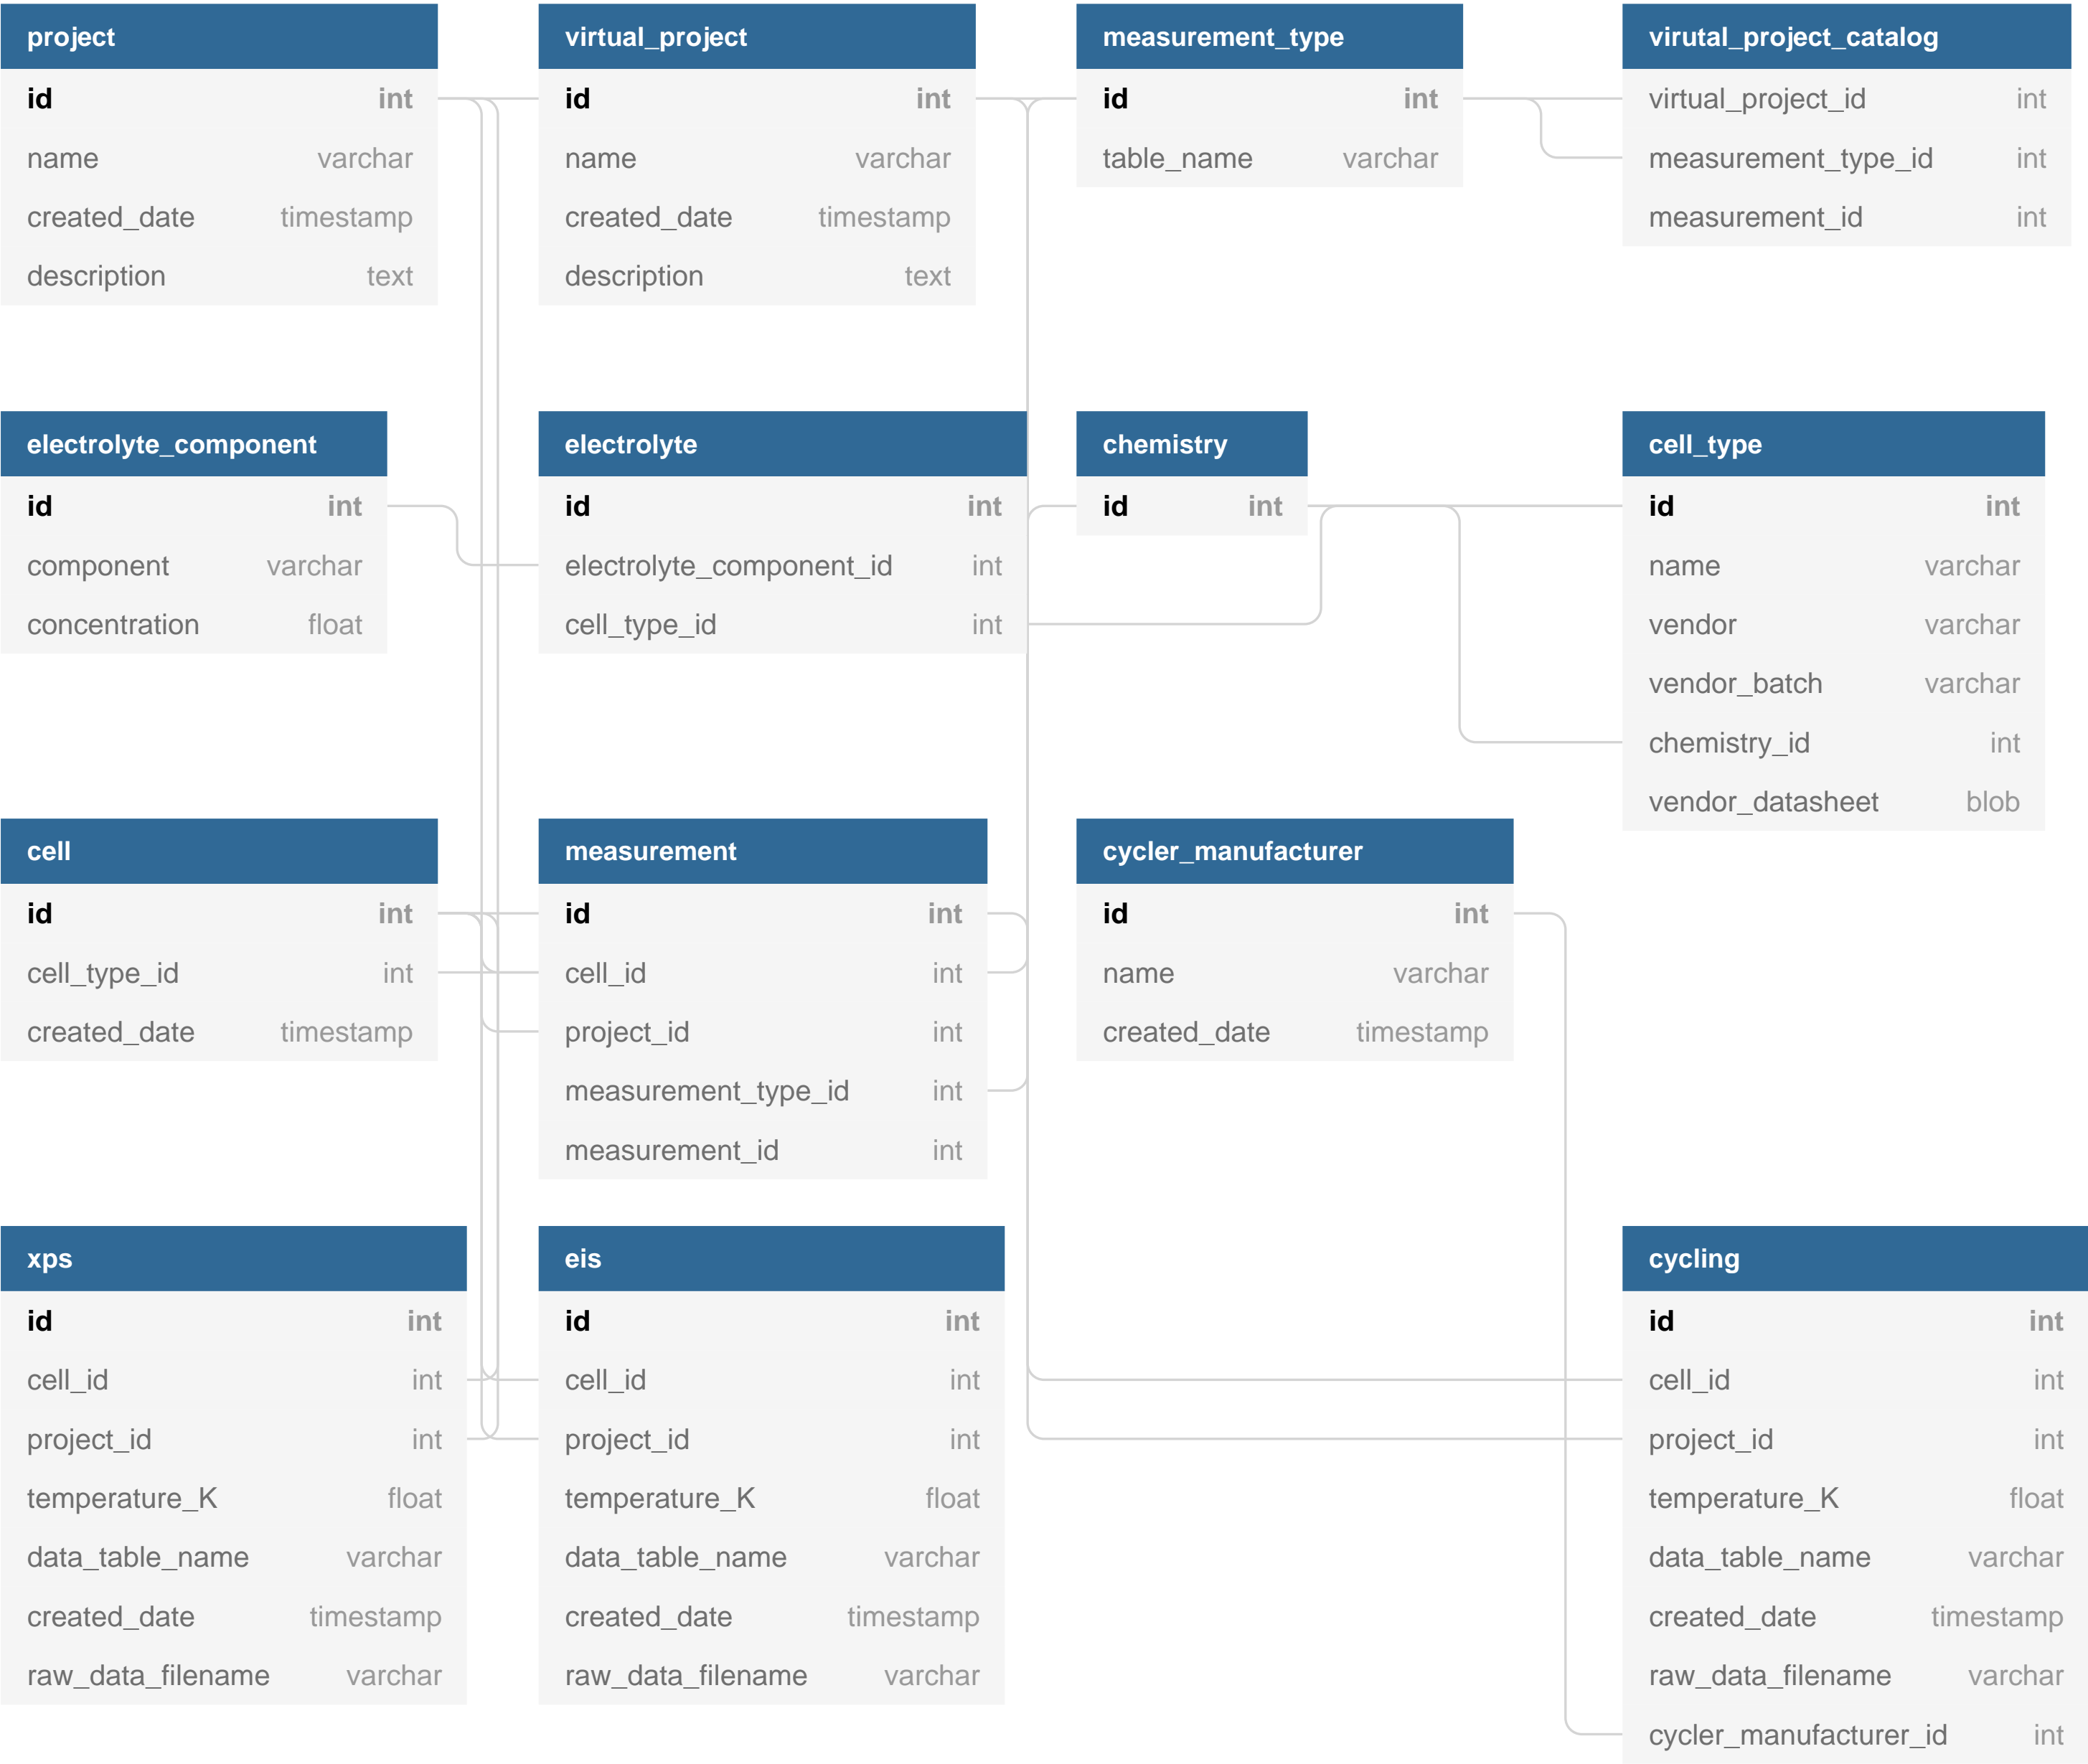 project
id int
name varchar
created_date timestamp
description text
virtual_project
id int
name varchar
created_date timestamp
description text
measurement_type
id int
table_name varchar
virutal_project_catalog
virtual_project_id int
measurement_type_id int
measurement_id int
electrolyte_component
id int
component varchar
concentration float
electrolyte
id int
electrolyte_component_id int
cell_type_id int
chemistry
id int
cell_type
id int
name varchar
vendor varchar
vendor_batch varchar
chemistry_id int
vendor_datasheet blob
cell
id int
cell_type_id int
created_date timestamp
measurement
id int
cell_id int
project_id int
measurement_type_id int
measurement_id int
cycler_manufacturer
id int
name varchar
created_date timestamp
xps
id int
cell_id int
project_id int
temperature_K float
data_table_name varchar
created_date timestamp
raw_data_filename varchar
eis
id int
cell_id int
project_id int
temperature_K float
data_table_name varchar
created_date timestamp
raw_data_filename varchar
cycling
id int
cell_id int
project_id int
temperature_K float
data_table_name varchar
created_date timestamp
raw_data_filename varchar
cycler_manufacturer_id int